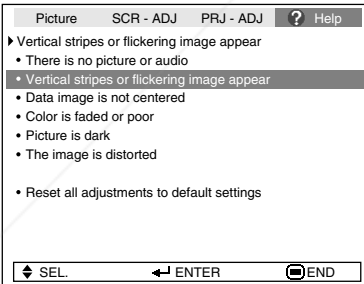 Picture SCR - ADJ PRJ - ADJ ? Help
Vertical stripes or flickering image appear
• There is no picture or audio
• Vertical stripes or flickering image appear
• Data image is not centered
• Color is faded or poor
• Picture is dark
• The image is distorted
• Reset all adjustments to default settings
SEL. ENTER END